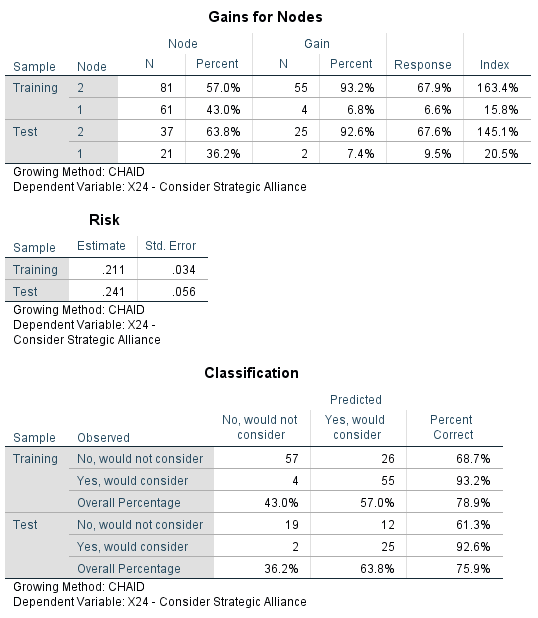 Gains for Nodes
Node Gain
Sample Node N Percent N Percent Response Index
Training 2 81 57.0% 55 93.2% 67.9% 163.4%
1 61 43.0% 4 6.8% 6.6% 15.8%
Test 2 37 63.8% 25 92.6% 67.6% 145.1%
1 21 36.2% 2 7.4% 9.5% 20.5%
Growing Method: CHAID
Dependent Variable: X24 - Consider Strategic Alliance
Risk
Sample Estimate Std. Error
Training .211 .034
Test .241 .056
Growing Method: CHAID
Dependent Variable: X24 -
Consider Strategic Alliance
Classification
Predicted
No, would not Yes, would Percent
Sample Observed consider consider Correct
Training No, would not consider 57 26 68.7%
Yes, would consider 4 55 93.2%
Overall Percentage 43.0% 57.0% 78.9%
Test No, would not consider 19 12 61.3%
Yes, would consider 2 25 92.6%
Overall Percentage 36.2% 63.8% 75.9%
Growing Method: CHAID
Dependent Variable: X24 - Consider Strategic Alliance